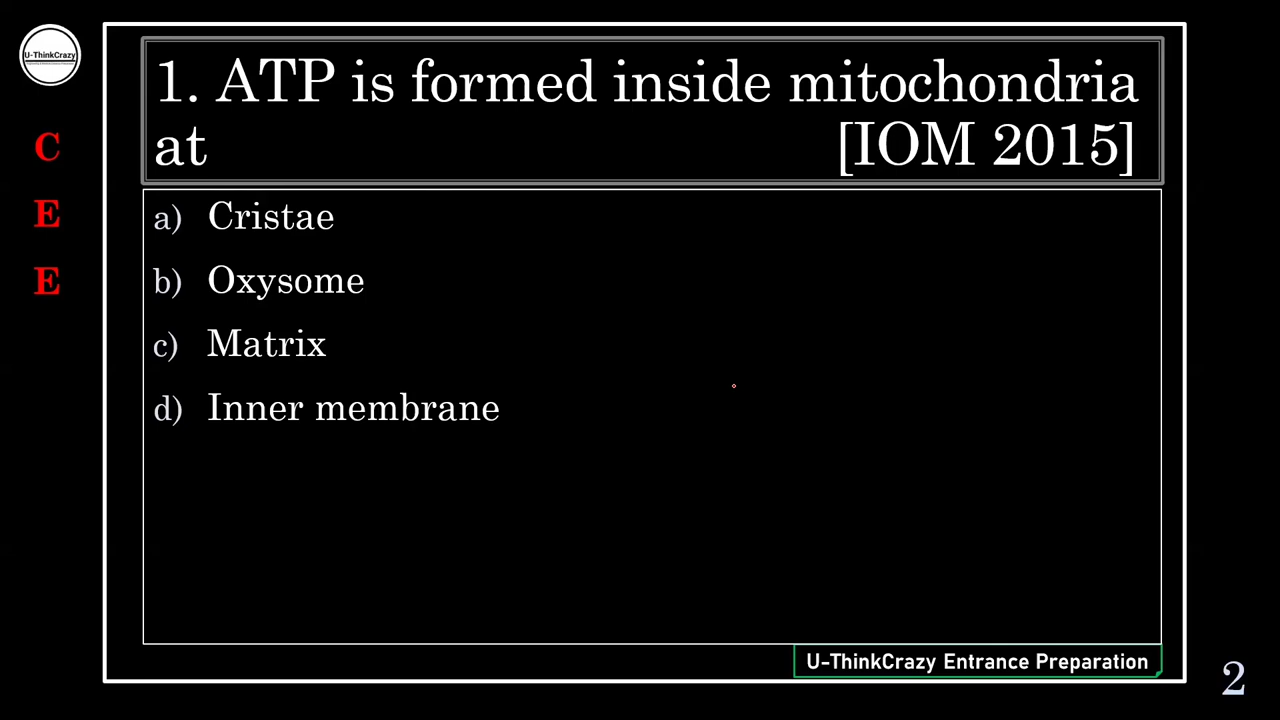 U-ThinkCrazy
C
E
E
1. ATP is formed inside mitochondria
at [IOM 2015]
a) Cristae
b) Oxysome
c) Matrix
d) Inner membrane
U-ThinkCrazy Entrance Preparation
2